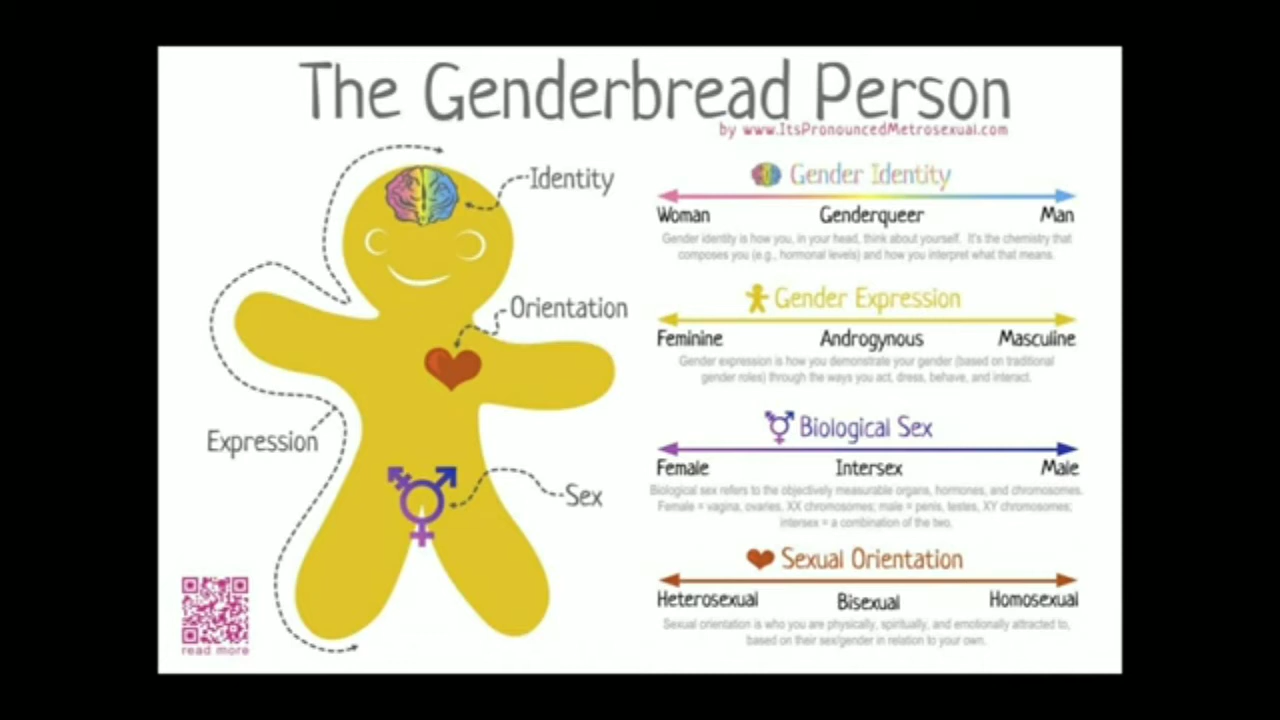 The Genderbread Person
by www.ItsPronouncedMetrosexual.com
Identity
Orientation
Expression
Sex
read more
Gender Identity
Woman Genderqueer Man
Gender identity is how you, in your head, think about yourself. It's the chemistry that
composes you (e.g., hormonal levels) and how you interpret what that means.
Gender Expression
Feminine Androgynous Masculine
Gender expression is how you demonstrate your gender (based on traditional
gender roles) through the ways you act, dress, behave, and interact.
Biological Sex
Female Intersex Male
Biological sex refers to the objectively measurable organs, hormones, and chromosomes.
Female = vagina, ovaries, XX chromosomes; male = penis, testes, XY chromosomes;
intersex = a combination of the two.
Sexual Orientation
Heterosexual Bisexual Homosexual
Sexual orientation is who you are physically, spiritually, and emotionally attracted to,
based on their sex/gender in relation to your own.